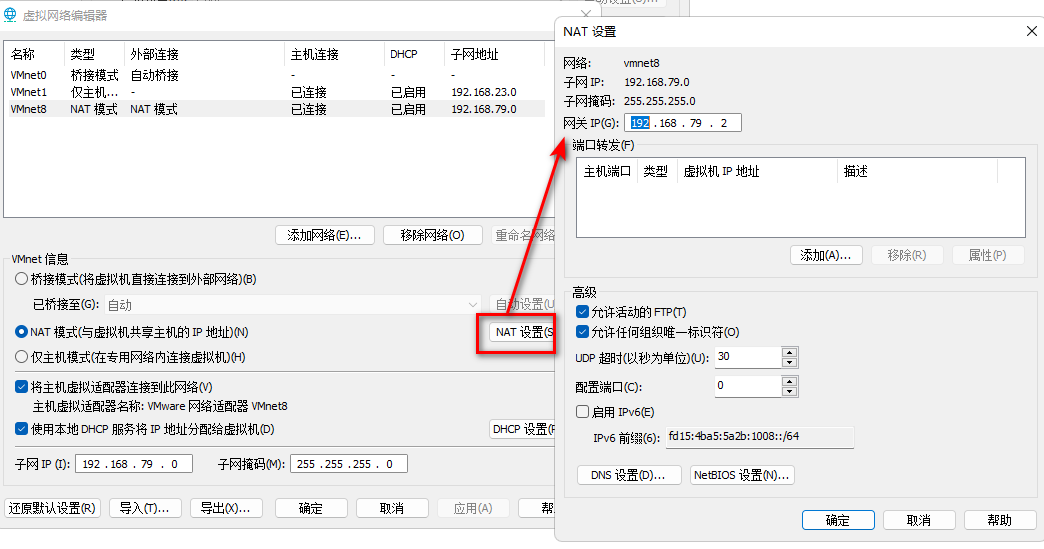 虚拟网络编辑器
名称 类型 外部连接 主机连接 DHCP 子网地址
VMnet0 桥接模式 自动桥接 - - -
VMnet1 仅主机... - 已连接 已启用 192.168.23.0
VMnet8 NAT 模式 NAT 模式 已连接 已启用 192.168.79.0
添加网络(E)... 移除网络(O) 重命名网络
VMnet 信息
桥接模式(将虚拟机直接连接到外部网络)(B)
已桥接至(G): 自动 自动设置(U
NAT 模式(与虚拟机共享主机的 IP 地址)(N) NAT 设置(S
仅主机模式(在专用网络内连接虚拟机)(H)
将主机虚拟适配器连接到此网络(V)
主机虚拟适配器名称: VMware 网络适配器 VMnet8
使用本地 DHCP 服务将 IP 地址分配给虚拟机(D) DHCP 设置(P
子网 IP (I): 192 .168 . 79 . 0 子网掩码(M): 255 .255 .255 . 0
还原默认设置(R) 导入(T)... 导出(X)... 确定 取消 应用(A) 帮
NAT 设置
网络: vmnet8
子网 IP: 192.168.79.0
子网掩码: 255.255.255.0
网关 IP(G): 192 .168 . 79 . 2
端口转发(F)
主机端口 类型 虚拟机 IP 地址 描述
添加(A)... 移除(R) 属性(P)
高级
允许活动的 FTP(T)
允许任何组织唯一标识符(O)
UDP 超时(以秒为单位)(U): 30
配置端口(C): 0
启用 IPv6(E)
IPv6 前缀(6): fd15:4ba5:5a2b:1008::/64
DNS 设置(D)... NetBIOS 设置(N)...
确定 取消 帮助